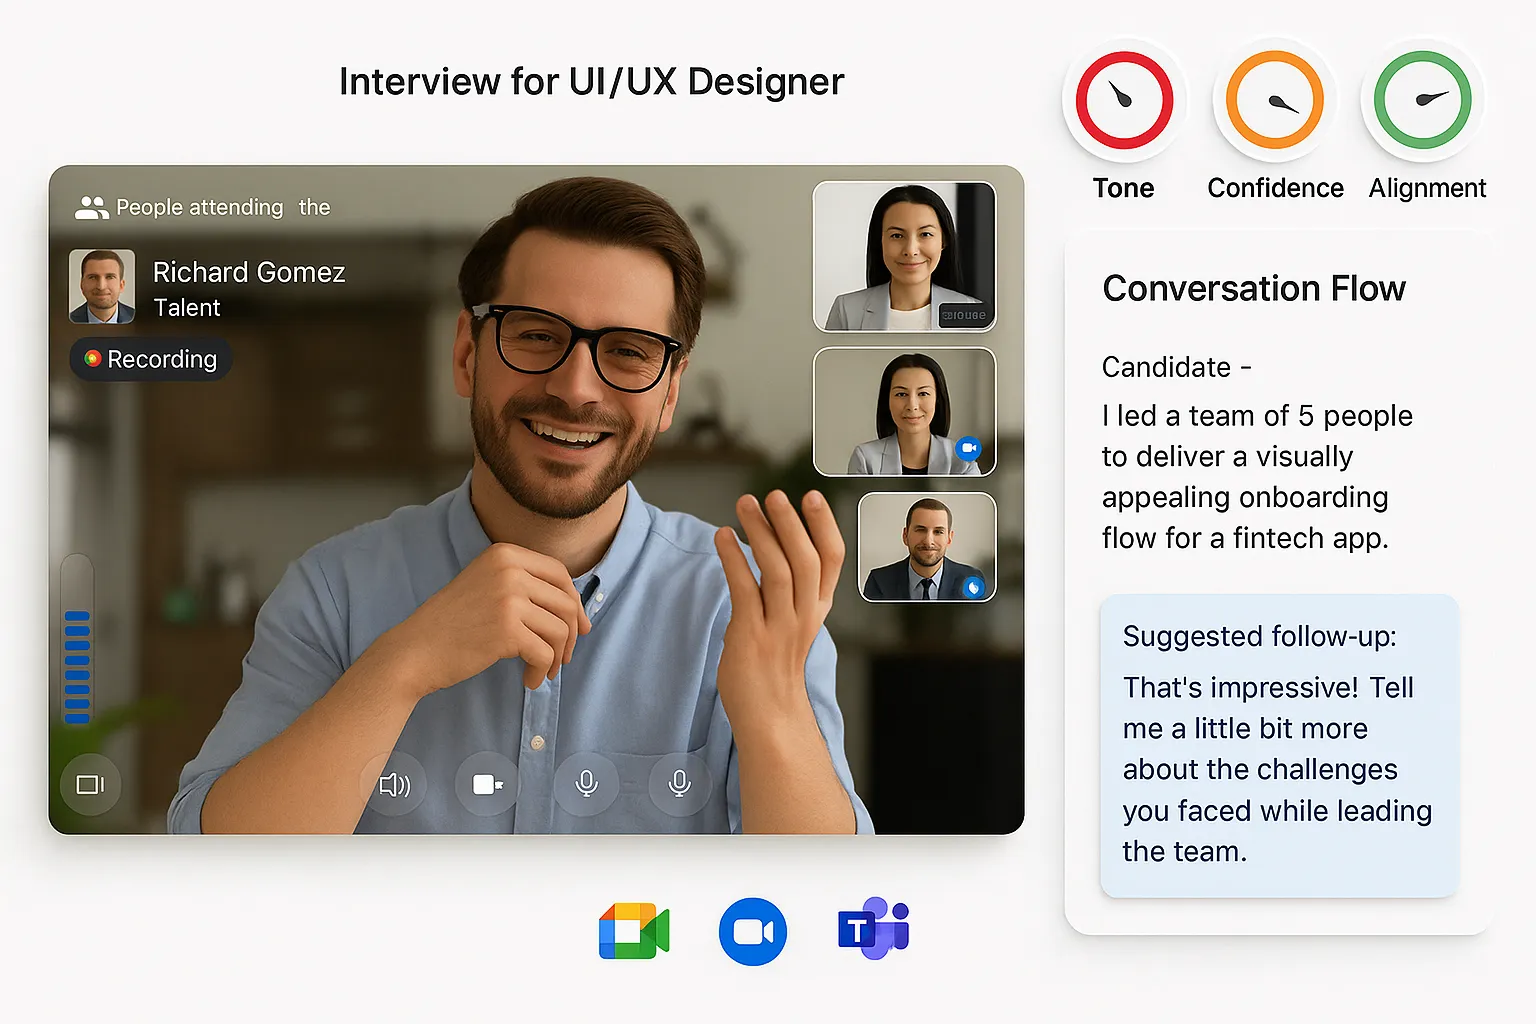 Interview for UI/UX Designer
People attending the
Richard Gomez
Talent
Recording
Tone
Confidence
Alignment
Conversation Flow
Candidate -
I led a team of 5 people
to deliver a visually
appealing onboarding
flow for a fintech app.
Suggested follow-up:
That's impressive! Tell
me a little bit more
about the challenges
you faced while leading
the team.
T